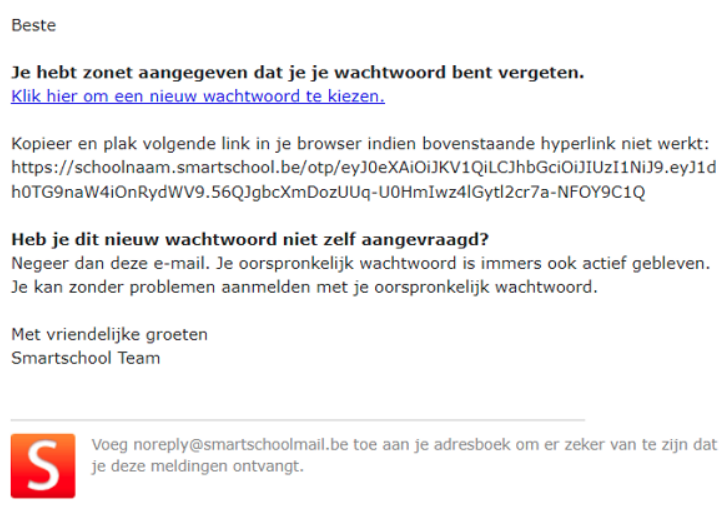 Beste
Je hebt zonet aangegeven dat je je wachtwoord bent vergeten.
Klik hier om een nieuw wachtwoord te kiezen.
Kopieer en plak volgende link in je browser indien bovenstaande hyperlink niet werkt:
https://schoolnaam.smartschool.be/otp/eyJ0eXAiOiJKV1QiLCJhbGciOiJIUzI1NiJ9.eyJ1d
h0TG9naW4iOnRydWV9.56QJgbcXmDozUUq-U0HmIwz4lGytl2cr7a-NFOY9C1Q
Heb je dit nieuw wachtwoord niet zelf aangevraagd?
Negeer dan deze e-mail. Je oorspronkelijk wachtwoord is immers ook actief gebleven.
Je kan zonder problemen aanmelden met je oorspronkelijk wachtwoord.
Met vriendelijke groeten
Smartschool Team
S
Voeg noreply@smartschoolmail.be toe aan je adresboek om er zeker van te zijn dat
je deze meldingen ontvangt.